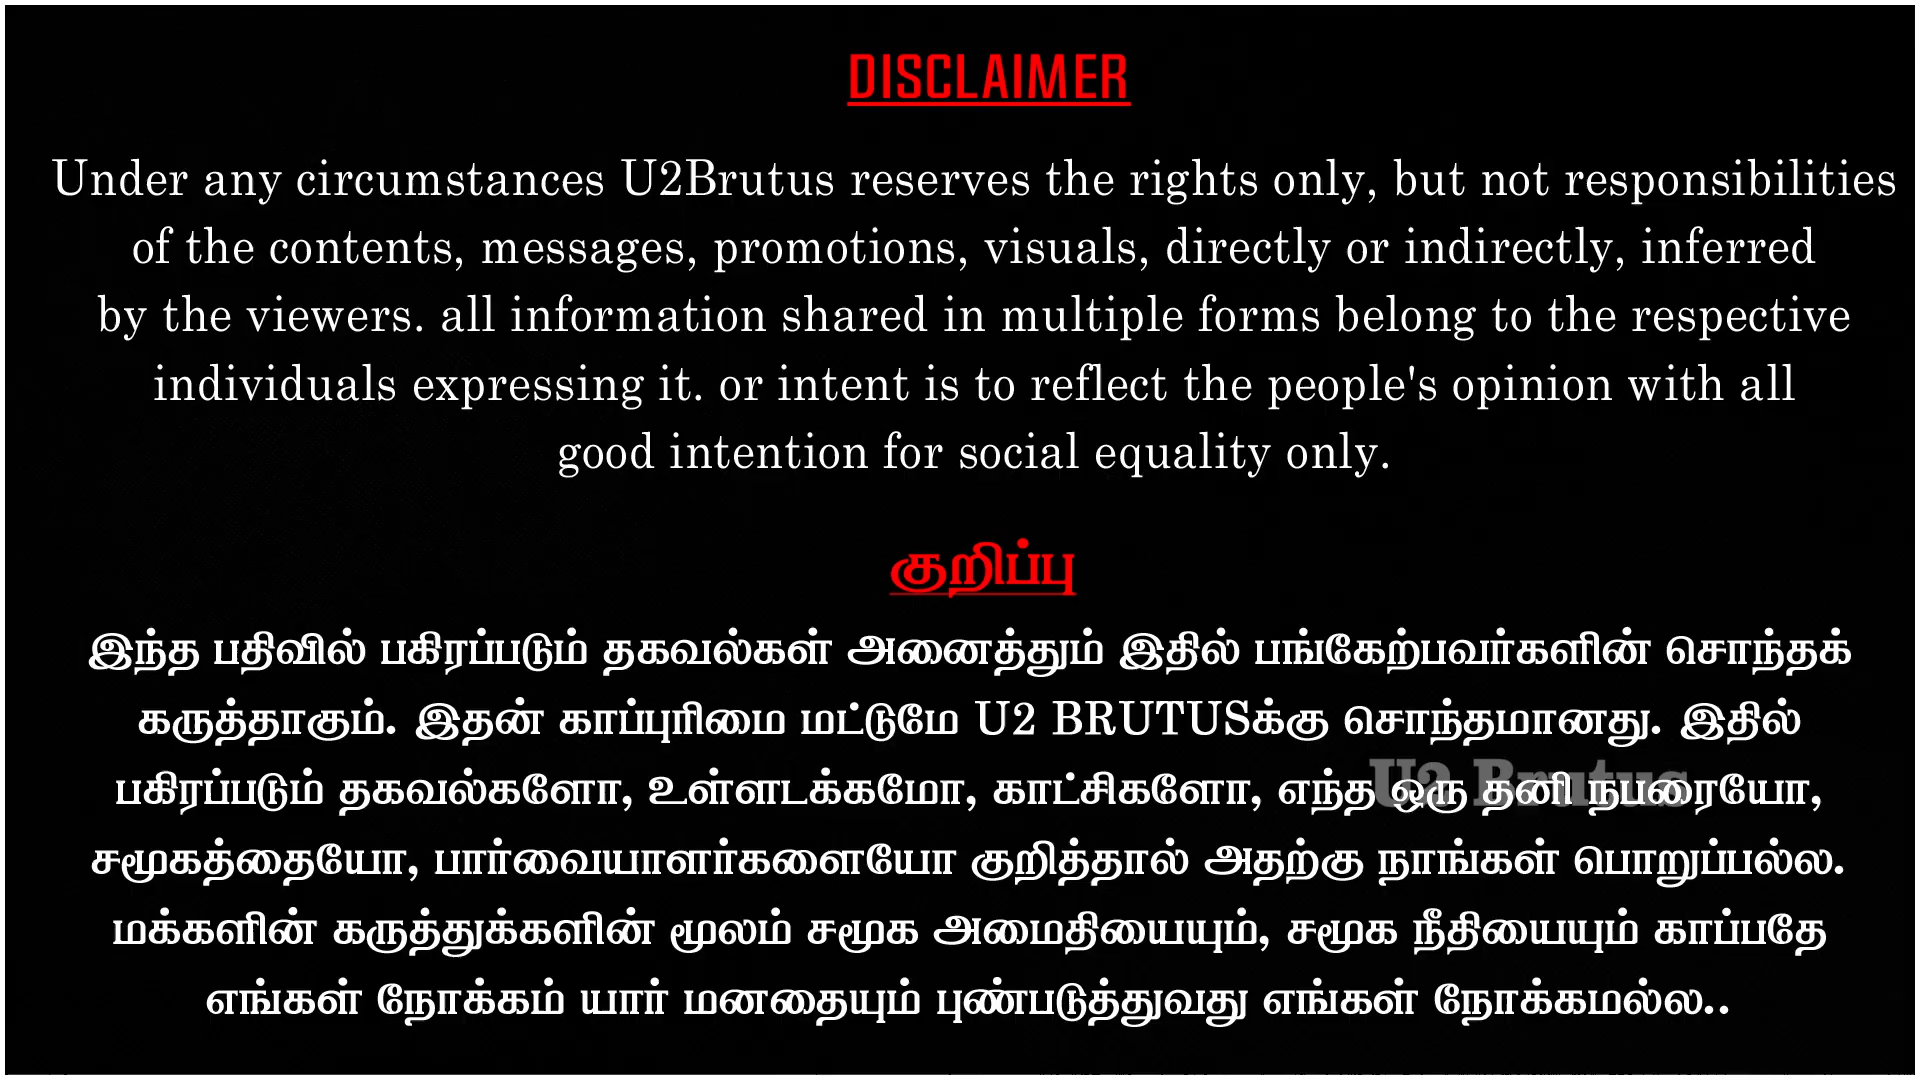 DISCLAIMER
Under any circumstances U2Brutus reserves the rights only, but not responsibilities
of the contents, messages, promotions, visuals, directly or indirectly, inferred
by the viewers. all information shared in multiple forms belong to the respective
individuals expressing it. or intent is to reflect the people's opinion with all
good intention for social equality only.
குறிப்பு
இந்த பதிவில் பகிரப்படும் தகவல்கள் அனைத்தும் இதில் பங்கேற்பவர்களின் சொந்தக்
கருத்தாகும். இதன் காப்புரிமை மட்டுமே U2 BRUTUSக்கு சொந்தமானது. இதில்
பகிரப்படும் தகவல்களோ, உள்ளடக்கமோ, காட்சிகளோ, எந்த ஒரு தனி நபரையோ,
U2 Brutus
சமூகத்தையோ, பார்வையாளர்களையோ குறித்தால் அதற்கு நாங்கள் பொறுப்பல்ல.
மக்களின் கருத்துக்களின் மூலம் சமூக அமைதியையும், சமூக நீதியையும் காப்பதே
எங்கள் நோக்கம் யார் மனதையும் புண்படுத்துவது எங்கள் நோக்கமல்ல..